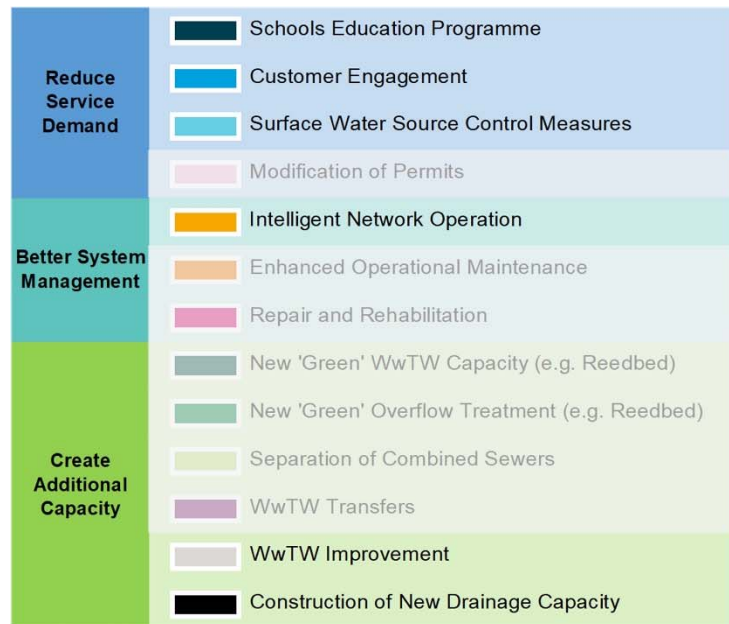 Reduce
Service
Demand
Schools Education Programme
Customer Engagement
Surface Water Source Control Measures
Modification of Permits
Better System
Management
Intelligent Network Operation
Enhanced Operational Maintenance
Repair and Rehabilitation
Create
Additional
Capacity
New 'Green' WwTW Capacity (e.g. Reedbed)
New 'Green' Overflow Treatment (e.g. Reedbed)
Separation of Combined Sewers
WwTW Transfers
WwTW Improvement
Construction of New Drainage Capacity